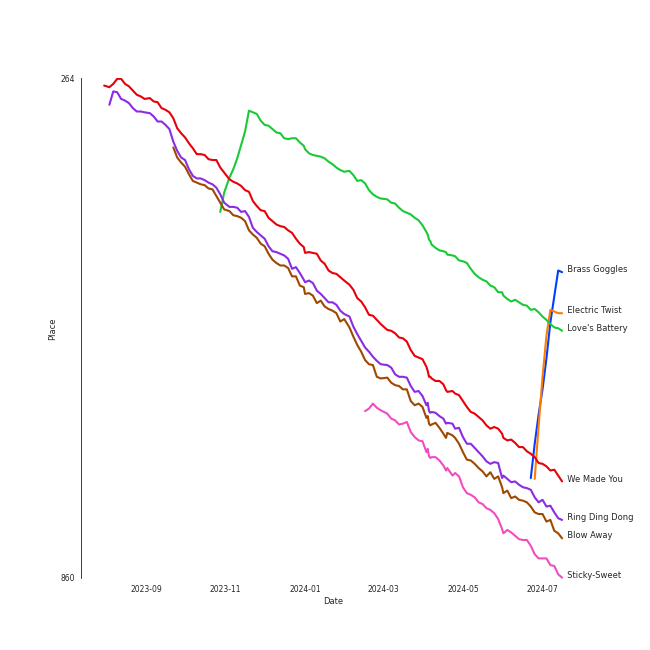 264
Brass Goggles
Electric Twist
Love's Battery
Place
We Made You
Ring Ding Dong
Blow Away
Sticky-Sweet
860
2023-09 2023-11 2024-01 2024-03 2024-05 2024-07
Date